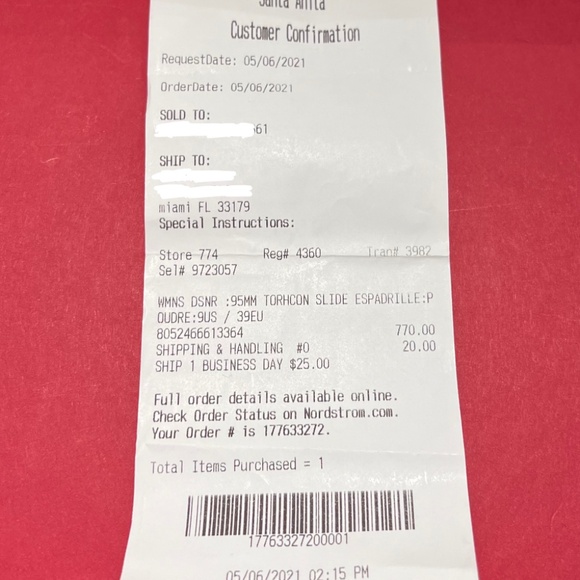 Santa Anita
Customer Confirmation
RequestDate: 05/06/2021
OrderDate: 05/06/2021
SOLD TO:
61
SHIP TO:
miami FL 33179
Special Instructions:
Store 774 Reg# 4360 Tran# 3982
Sel# 9723057
WMNS DSNR :95MM TORHCON SLIDE ESPADRILLE:P
OUDRE:9US / 39EU
8052466613364 770.00
SHIPPING & HANDLING #0 20.00
SHIP 1 BUSINESS DAY $25.00
Full order details available online.
Check Order Status on Nordstrom.com.
Your Order # is 177633272.
Total Items Purchased = 1
17763327200001
05/06/2021 02:15 PM